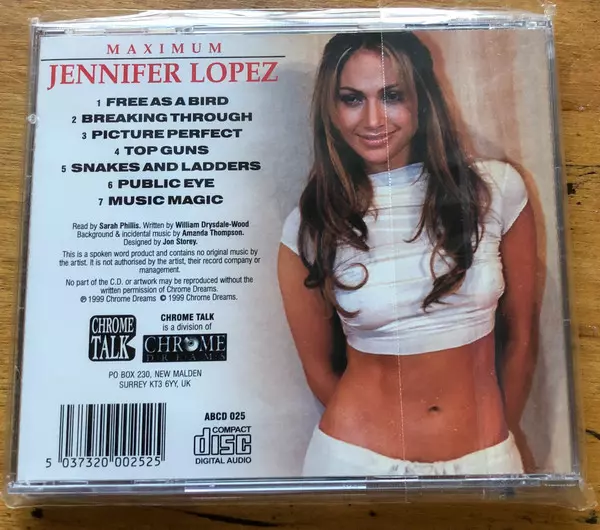 MAXIMUM
JENNIFER LOPEZ
1 FREE AS A BIRD
2 BREAKING THROUGH
3 PICTURE PERFECT
4 TOP GUNS
5 SNAKES AND LADDERS
6 PUBLIC EYE
7 MUSIC MAGIC
Read by Sarah Phillis. Written by William Drysdale-Wood
Background & incidental music by Amanda Thompson.
Designed by Jon Storey.
This is a spoken word product and contains no original music by
the artist. It is not authorised by the artist, their record company or
management.
No part of the C.D. or artwork may be reproduced without the
written permission of Chrome Dreams.
℗ 1999 Chrome Dreams © 1999 Chrome Dreams.
CHROME
TALK
CHROME TALK
is a division of
CHROME
DREAMS
PO BOX 230, NEW MALDEN
SURREY KT3 6YY, UK
5 037320 002525
ABCD 025
COMPACT
disc
DIGITAL AUDIO